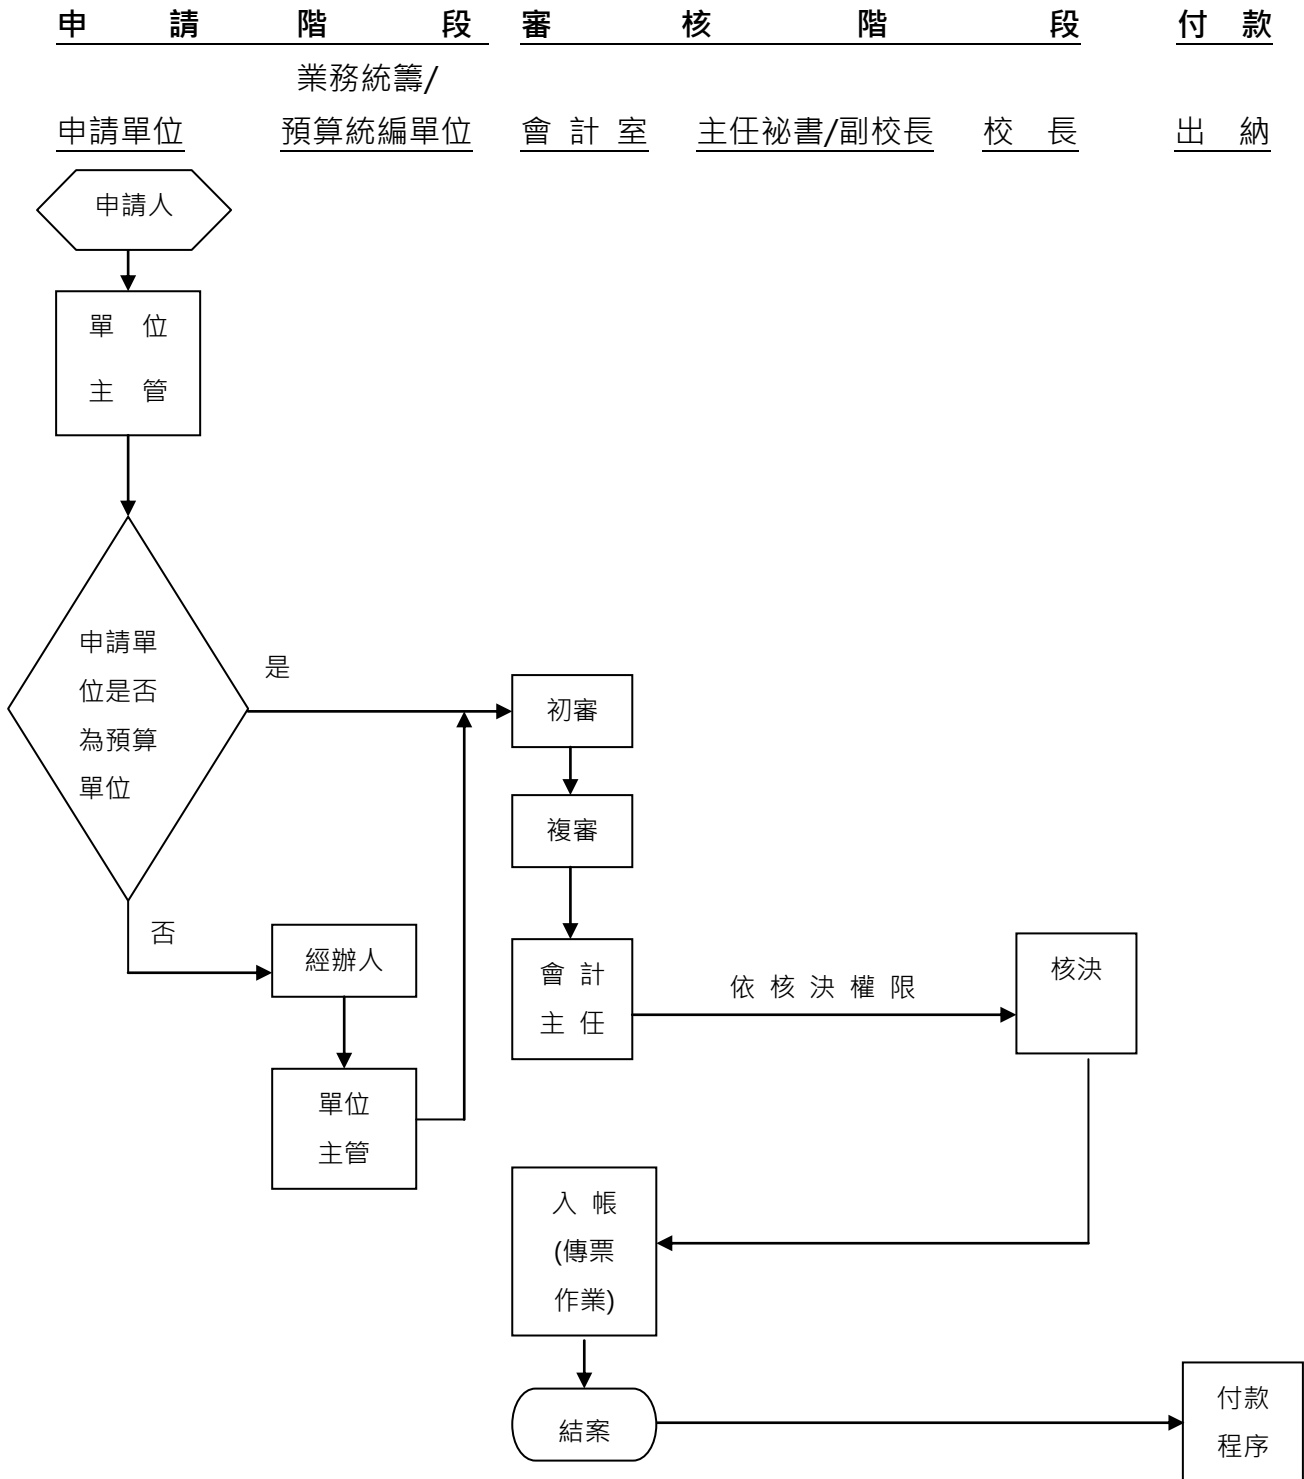 申請階段 審核階段 付款
業務統籌/
申請單位 預算統編單位 會計室 主任祕書/副校長 校長 出納
申請人
單位
主管
申請單
位是否
為預算
單位
是
初審
複審
否
經辦人
會計
主任
依核決權限
核決
單位
主管
入帳
(傳票
作業)
結案
付款
程序